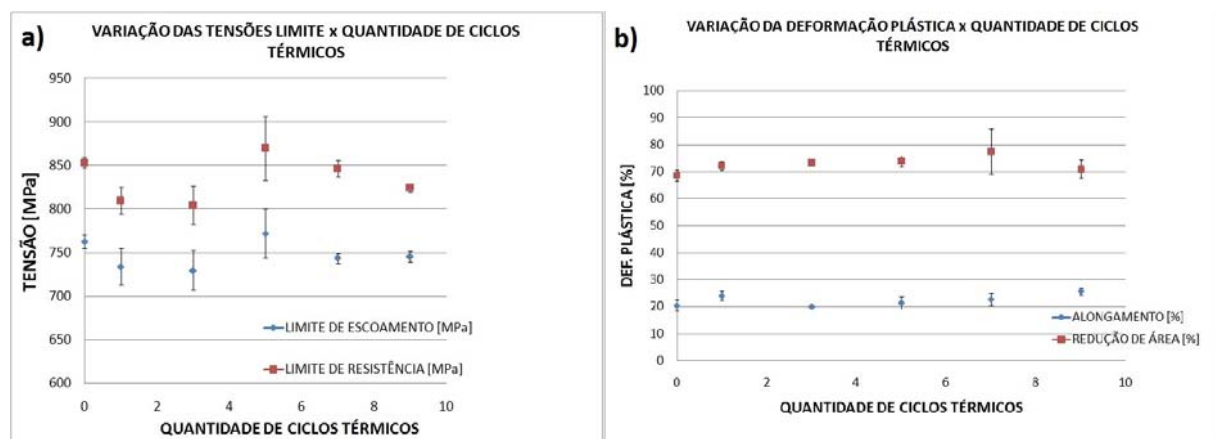 a)
VARIAÇÃO DAS TENSÕES LIMITE x QUANTIDADE DE CICLOS
TÉRMICOS
950
900
850
800
750
700
650
600
TENSÃO [MPa]
LIMITE DE ESCOAMENTO [MPa]
LIMITE DE RESISTÊNCIA [MPa]
0 2 4 6 8 10
QUANTIDADE DE CICLOS TÉRMICOS
b)
VARIAÇÃO DA DEFORMAÇÃO PLÁSTICA x QUANTIDADE DE CICLOS
TÉRMICOS
100
90
80
70
60
50
40
30
20
10
0
DEF. PLÁSTICA [%]
ALONGAMENTO [%]
REDUÇÃO DE ÁREA [%]
0 2 4 6 8 10
QUANTIDADE DE CICLOS TÉRMICOS